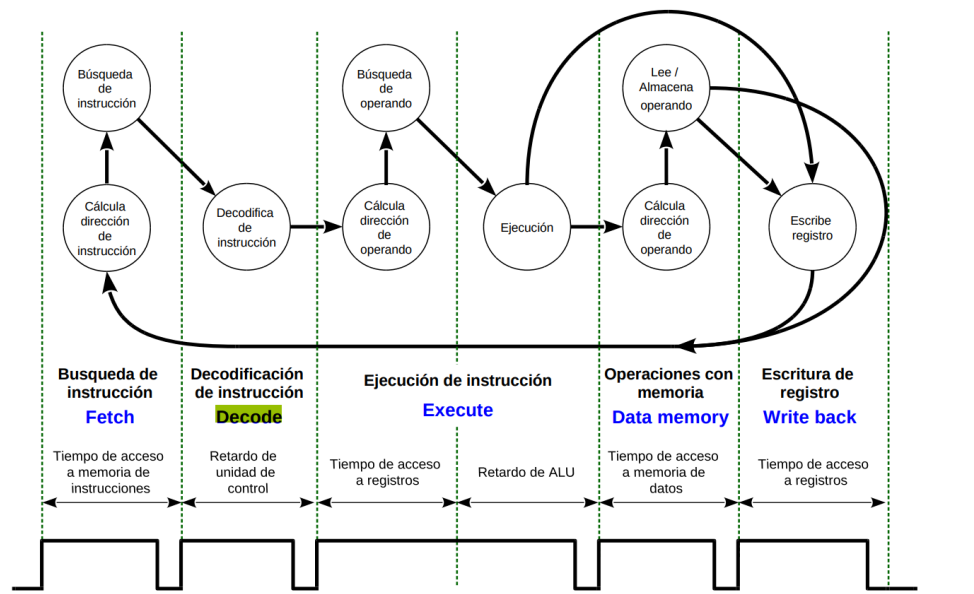 Búsqueda
de
instrucción
Búsqueda
de
operando
Lee /
Almacena
operando
Cálcula
dirección
de
instrucción
Decodifica
de
instrucción
Cálcula
dirección
de
operando
Ejecución
Cálcula
dirección
de
operando
Escribe
registro
Busqueda de
instrucción
Fetch
Decodificación
de instrucción
Decode
Ejecución de instrucción
Execute
Operaciones con
memoria
Data memory
Escritura de
registro
Write back
Tiempo de acceso
a memoria de
instrucciones
Retardo de
unidad de
control
Tiempo de acceso
a registros
Retardo de ALU
Tiempo de acceso
a memoria de
datos
Tiempo de acceso
a registros